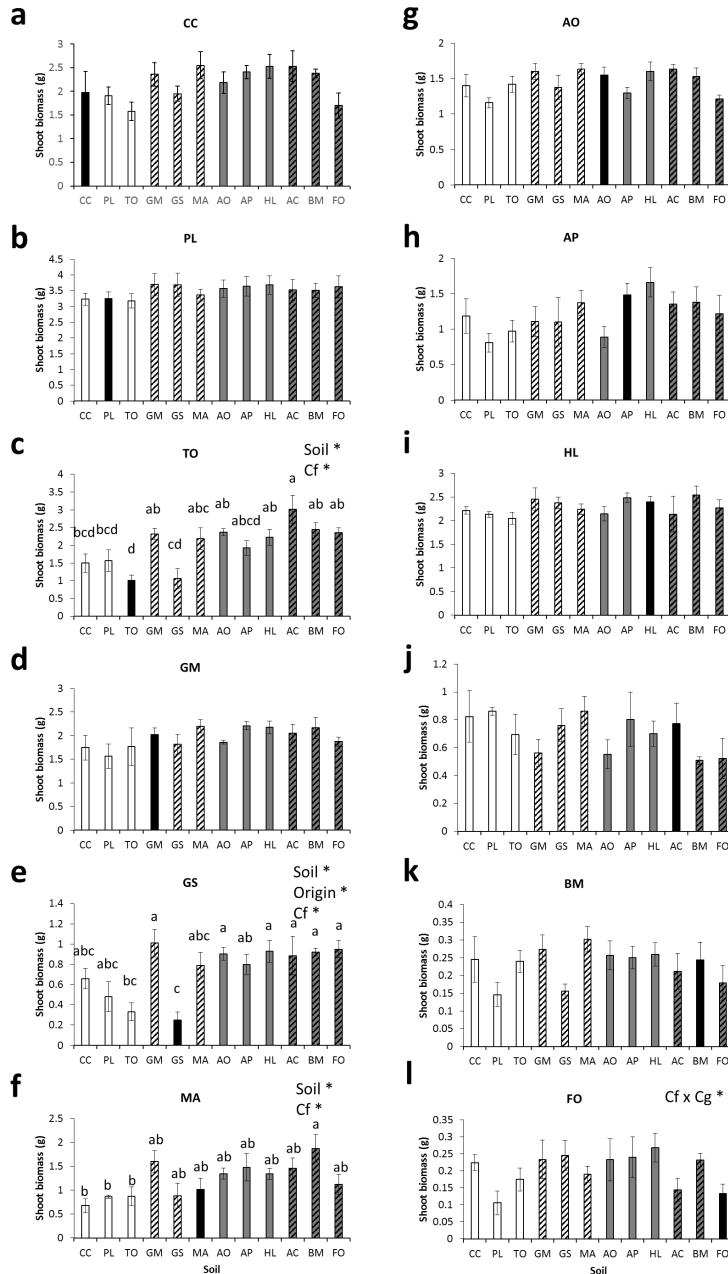 a
CC
Shoot biomass (g)
3
2.5
2
1.5
1
0.5
0
CC PL TO GM GS MA AO AP HL AC BM FO
b
PL
Shoot biomass (g)
4.5
4
3.5
3
2.5
2
1.5
1
0.5
0
CC PL TO GM GS MA AO AP HL AC BM FO
c
TO
Soil *
Cf *
Shoot biomass (g)
4
3.5
3
2.5
2
1.5
1
0.5
0
bcd bcd d ab cd abc ab abcd ab a ab ab
CC PL TO GM GS MA AO AP HL AC BM FO
d
GM
Shoot biomass (g)
3
2.5
2
1.5
1
0.5
0
CC PL TO GM GS MA AO AP HL AC BM FO
e
GS
Soil *
Origin *
Cf *
Shoot biomass (g)
1.4
1.2
1
0.8
0.6
0.4
0.2
0
abc abc bc a c abc a ab a a a a
CC PL TO GM GS MA AO AP HL AC BM FO
f
MA
Soil *
Cf *
Shoot biomass (g)
2.5
2
1.5
1
0.5
0
b b b ab ab ab ab ab ab ab a ab
CC PL TO GM GS MA AO AP HL AC BM FO
Soil
g
AO
Shoot biomass (g)
2
1.5
1
0.5
0
CC PL TO GM GS MA AO AP HL AC BM FO
h
AP
Shoot biomass (g)
2
1.5
1
0.5
0
CC PL TO GM GS MA AO AP HL AC BM FO
i
HL
Shoot biomass (g)
3.5
3
2.5
2
1.5
1
0.5
0
CC PL TO GM GS MA AO AP HL AC BM FO
j
Shoot biomass (g)
1.2
1
0.8
0.6
0.4
0.2
0
CC PL TO GM GS MA AO AP HL AC BM FO
k
BM
Shoot biomass (g)
0.4
0.35
0.3
0.25
0.2
0.15
0.1
0.05
0
CC PL TO GM GS MA AO AP HL AC BM FO
l
FO
Cf x Cg *
Shoot biomass (g)
0.35
0.3
0.25
0.2
0.15
0.1
0.05
0
CC PL TO GM GS MA AO AP HL AC BM FO
Soil